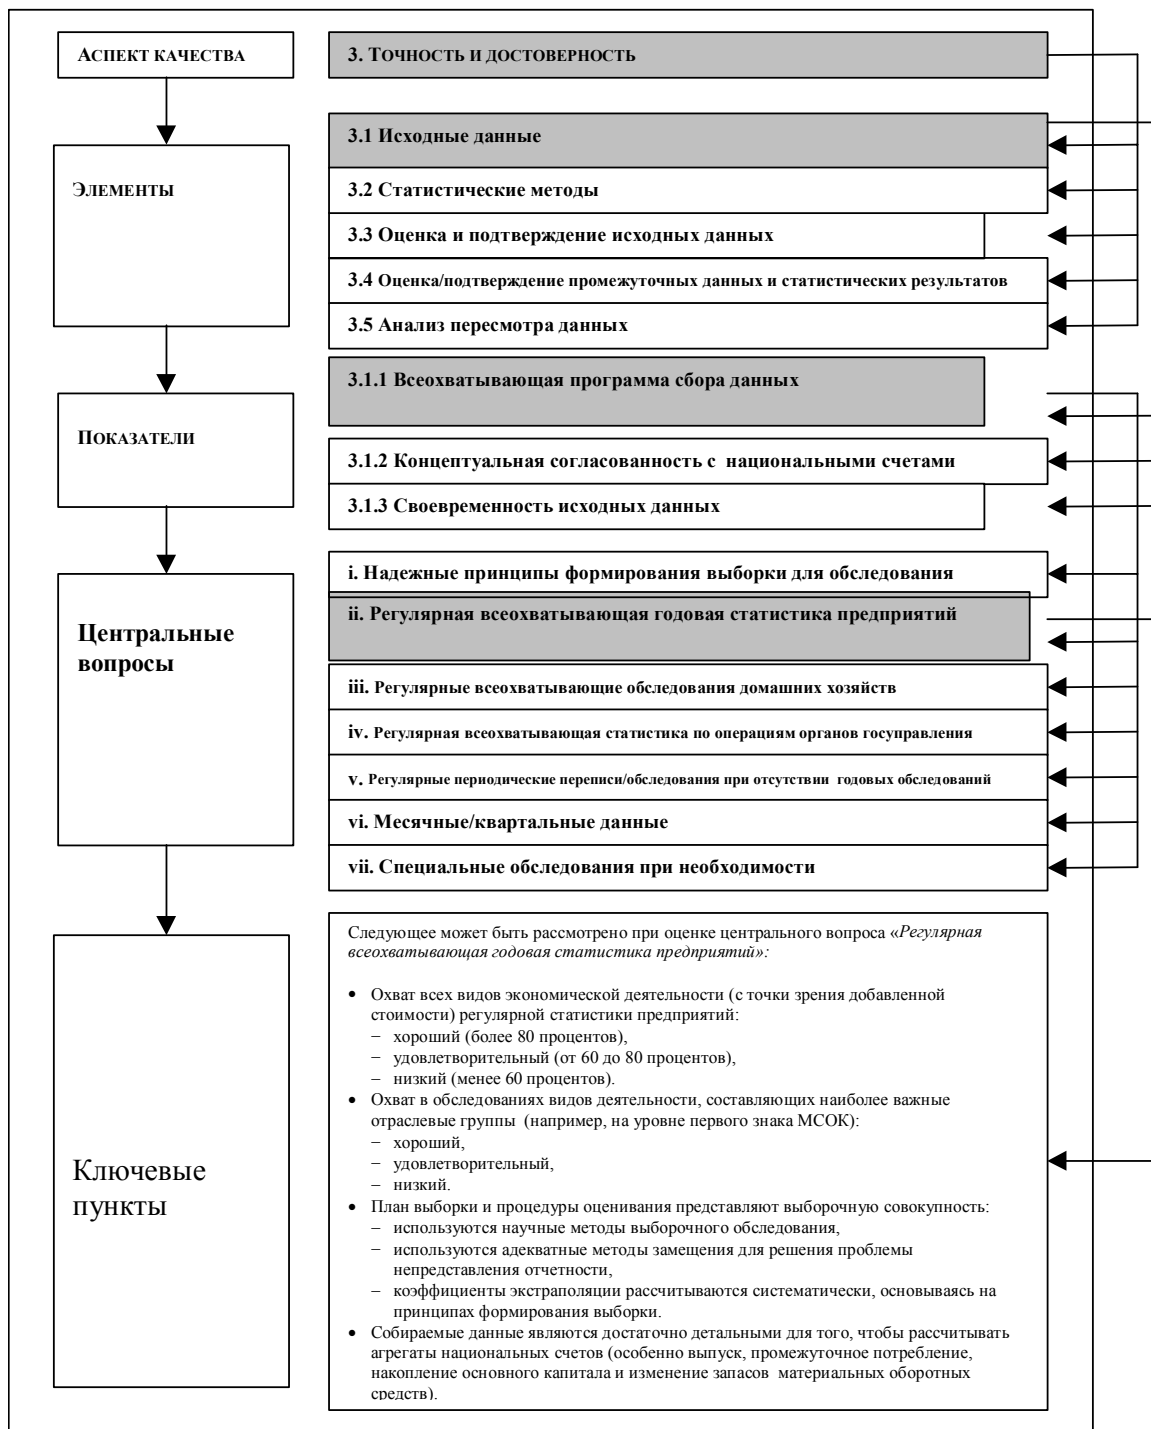 АСПЕКТ КАЧЕСТВА
3. ТОЧНОСТЬ И ДОСТОВЕРНОСТЬ
3.1 Исходные данные
ЭЛЕМЕНТЫ
3.2 Статистические методы
3.3 Оценка и подтверждение исходных данных
3.4 Оценка/подтверждение промежуточных данных и статистических результатов
3.5 Анализ пересмотра данных
3.1.1 Всеохватывающая программа сбора данных
ПОКАЗАТЕЛИ
3.1.2 Концептуальная согласованность с национальными счетами
3.1.3 Своевременность исходных данных
i. Надежные принципы формирования выборки для обследования
ii. Регулярная всеохватывающая годовая статистика предприятий
Центральные
вопросы
iii. Регулярные всеохватывающие обследования домашних хозяйств
iv. Регулярная всеохватывающая статистика по операциям органов госуправления
v. Регулярные периодические переписи/обследования при отсутствии годовых обследований
vi. Месячные/квартальные данные
vii. Специальные обследования при необходимости
Ключевые
пункты
Следующее может быть рассмотрено при оценке центрального вопроса «Регулярная
всеохватывающая годовая статистика предприятий»:
• Охват всех видов экономической деятельности (с точки зрения добавленной
стоимости) регулярной статистики предприятий:
– хороший (более 80 процентов),
– удовлетворительный (от 60 до 80 процентов),
– низкий (менее 60 процентов).
• Охват в обследованиях видов деятельности, составляющих наиболее важные
отраслевые группы (например, на уровне первого знака МСОК):
– хороший,
– удовлетворительный,
– низкий.
• План выборки и процедуры оценивания представляют выборочную совокупность:
– используются научные методы выборочного обследования,
– используются адекватные методы замещения для решения проблемы
непредставления отчетности,
– коэффициенты экстраполяции рассчитываются систематически, основываясь на
принципах формирования выборки.
• Собираемые данные являются достаточно детальными для того, чтобы рассчитывать
агрегаты национальных счетов (особенно выпуск, промежуточное потребление,
накопление основного капитала и изменение запасов материальных оборотных
средств).